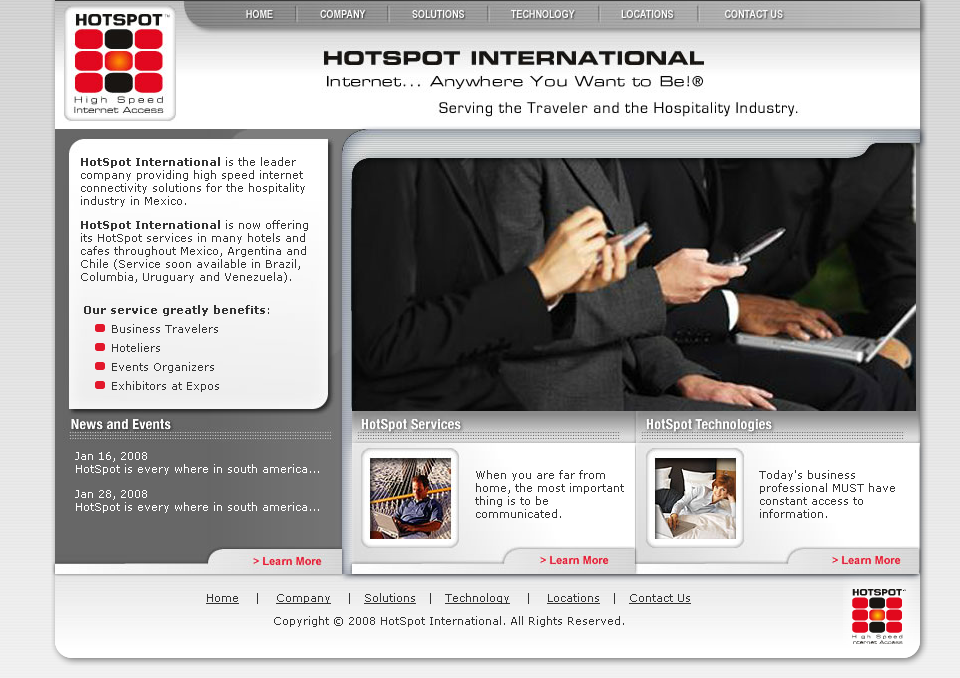 HOME COMPANY SOLUTIONS TECHNOLOGY LOCATIONS CONTACT US
HOTSPOT™
High Speed
Internet Access
HOTSPOT INTERNATIONAL
Internet... Anywhere You Want to Be!®
Serving the Traveler and the Hospitality Industry.
HotSpot International is the leader
company providing high speed internet
connectivity solutions for the hospitality
industry in Mexico.
HotSpot International is now offering
its HotSpot services in many hotels and
cafes throughout Mexico, Argentina and
Chile (Service soon available in Brazil,
Columbia, Uruguary and Venezuela).
Our service greatly benefits:
Business Travelers
Hoteliers
Events Organizers
Exhibitors at Expos
News and Events
Jan 16, 2008
HotSpot is every where in south america...
Jan 28, 2008
HotSpot is every where in south america...
> Learn More
HotSpot Services
When you are far from
home, the most important
thing is to be
communicated.
> Learn More
HotSpot Technologies
Today's business
professional MUST have
constant access to
information.
> Learn More
Home | Company | Solutions | Technology | Locations | Contact Us
Copyright © 2008 HotSpot International. All Rights Reserved.
HOTSPOT™
High Speed
Internet Access